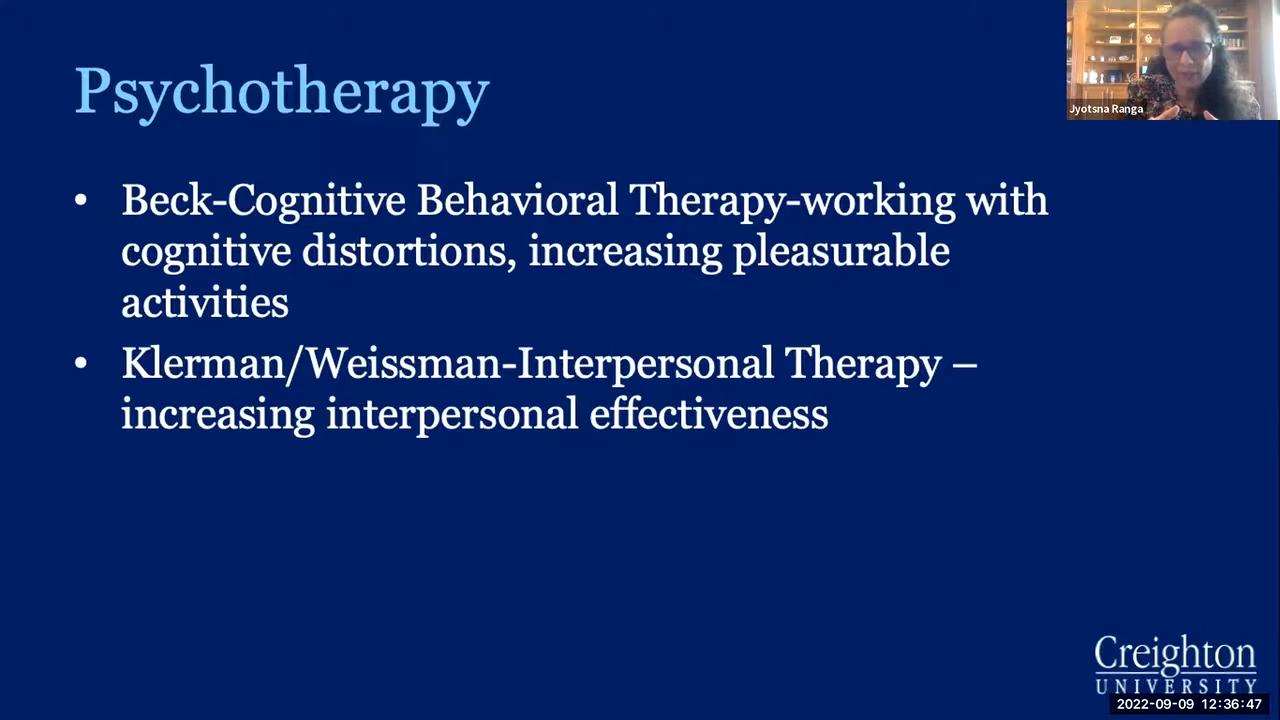 Psychotherapy
Jyotsna Ranga
• Beck-Cognitive Behavioral Therapy-working with
cognitive distortions, increasing pleasurable
activities
• Klerman/Weissman-Interpersonal Therapy –
increasing interpersonal effectiveness
Creighton
UNIVERSITY
2022-09-09 12:36:47